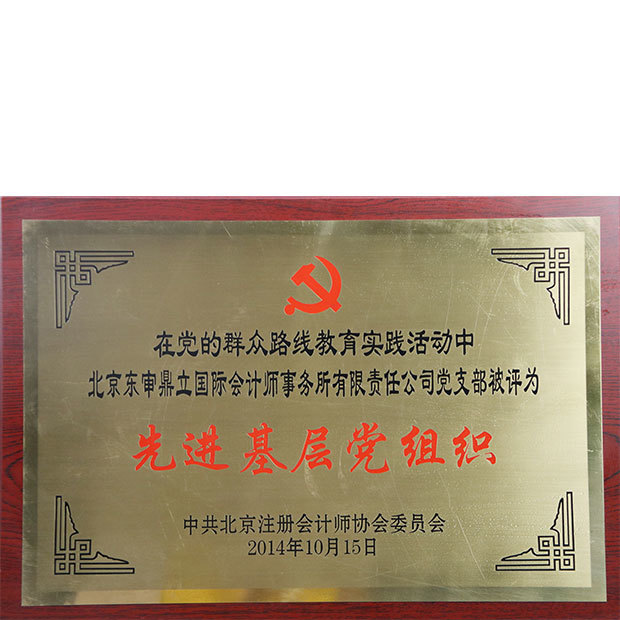 在党的群众路线教育实践活动中
北京东审鼎立国际会计师事务所有限责任公司党支部被评为
先进基层党组织
中共北京注册会计师协会委员会
2014年10月15日